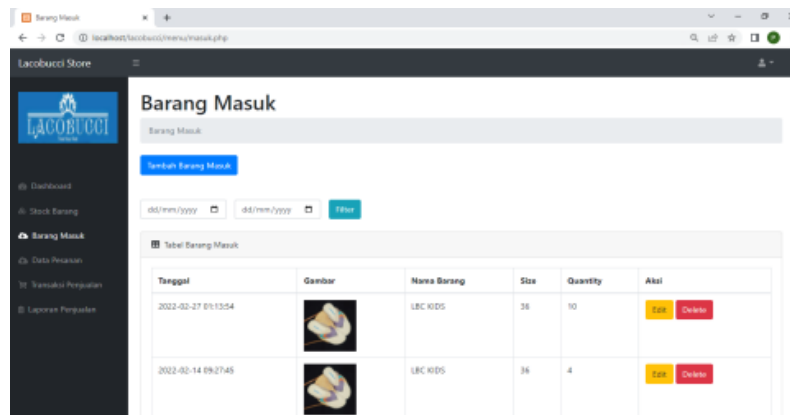 Barang Masuk
localhost/lacobucci/menu/masuk.php
Lacobucci Store
LACOBUCCI
Barang Masuk
Barang Masuk
Tambah Barang Masuk
Dashboard
Stock Barang
Barang Masuk
Data Pesanan
Transaksi Penjualan
Laporan Penjualan
dd/mm/yyyy dd/mm/yyyy Filter
Tabel Barang Masuk
Tanggal Gambar Nama Barang Size Quantity Aksi
2022-02-27 01:13:54 LBC KIDS 36 10 Edit Delete
2022-02-14 09:27:45 LBC KIDS 36 4 Edit Delete